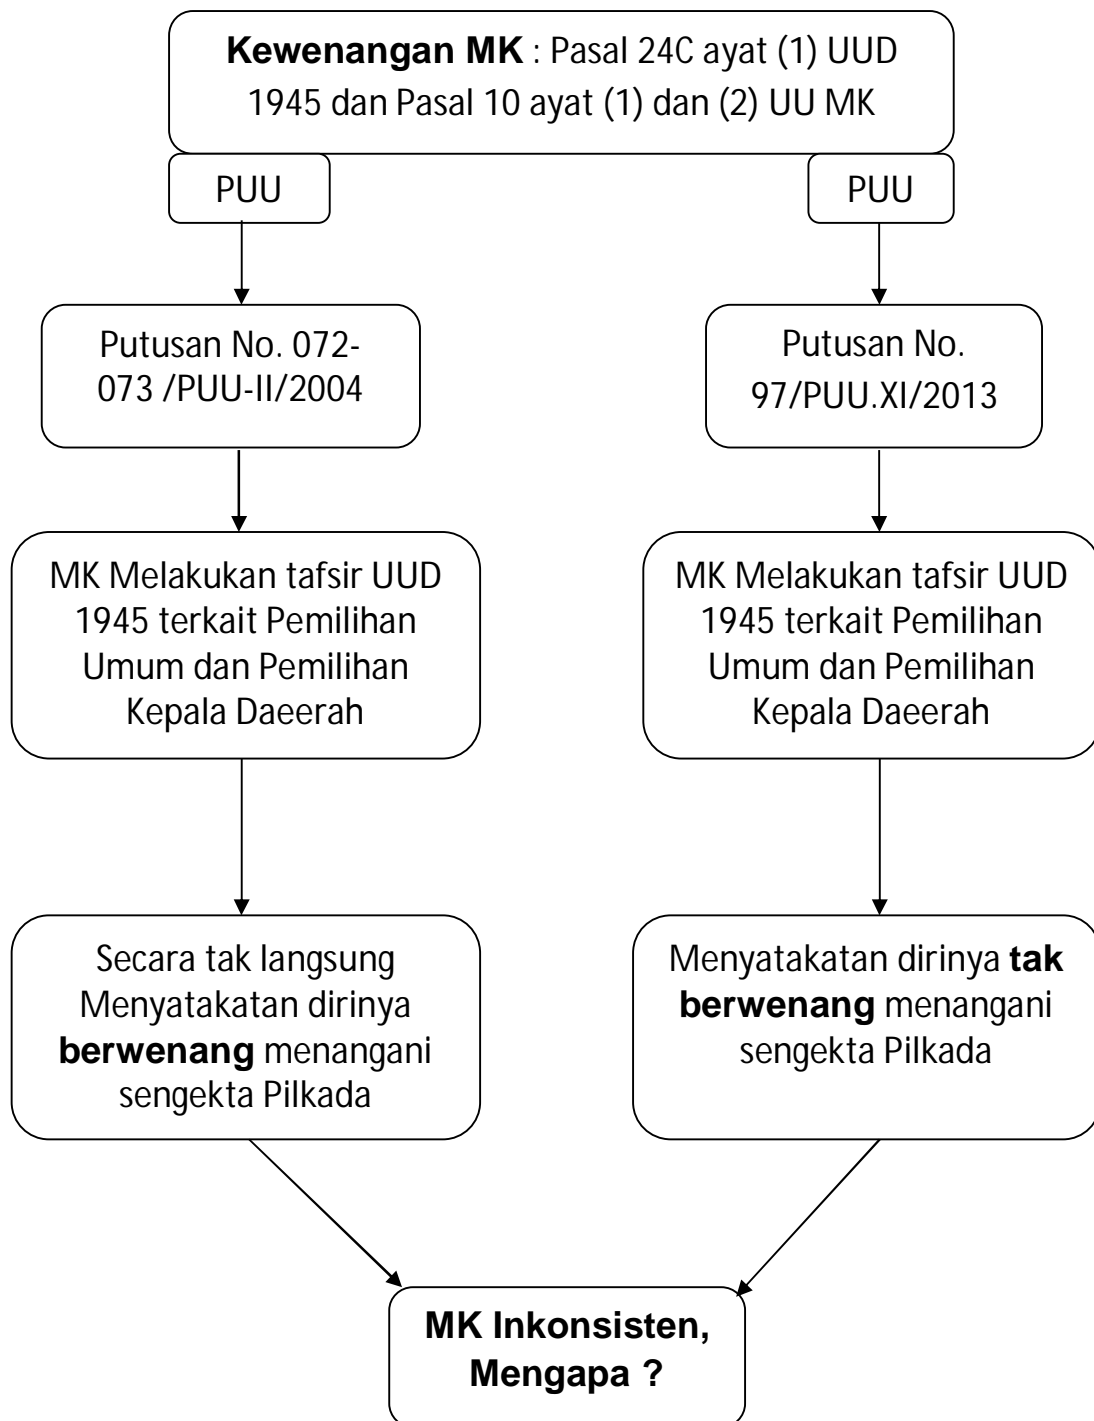 Kewenangan MK : Pasal 24C ayat (1) UUD
1945 dan Pasal 10 ayat (1) dan (2) UU MK
PUU
PUU
Putusan No. 072-
073 /PUU-II/2004
Putusan No.
97/PUU.XI/2013
MK Melakukan tafsir UUD
1945 terkait Pemilihan
Umum dan Pemilihan
Kepala Daeerah
MK Melakukan tafsir UUD
1945 terkait Pemilihan
Umum dan Pemilihan
Kepala Daeerah
Secara tak langsung
Menyatakatan dirinya
berwenang menangani
sengekta Pilkada
Menyatakatan dirinya tak
berwenang menangani
sengekta Pilkada
MK Inkonsisten,
Mengapa ?